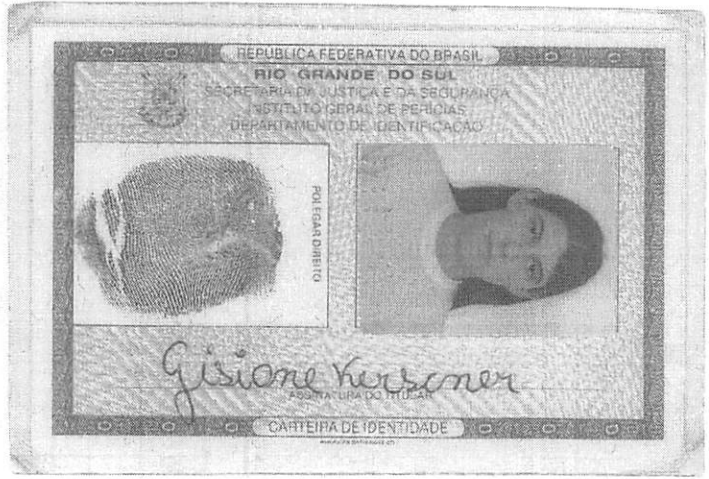 REPÚBLICA FEDERATIVA DO BRASIL
RIO GRANDE DO SUL
SECRETARIA DA JUSTIÇA E DA SEGURANÇA
INSTITUTO GERAL DE PERÍCIAS
DEPARTAMENTO DE IDENTIFICAÇÃO
POLEGAR DIREITO
Gisione Kerscner
ASSINATURA DO TITULAR
CARTEIRA DE IDENTIDADE